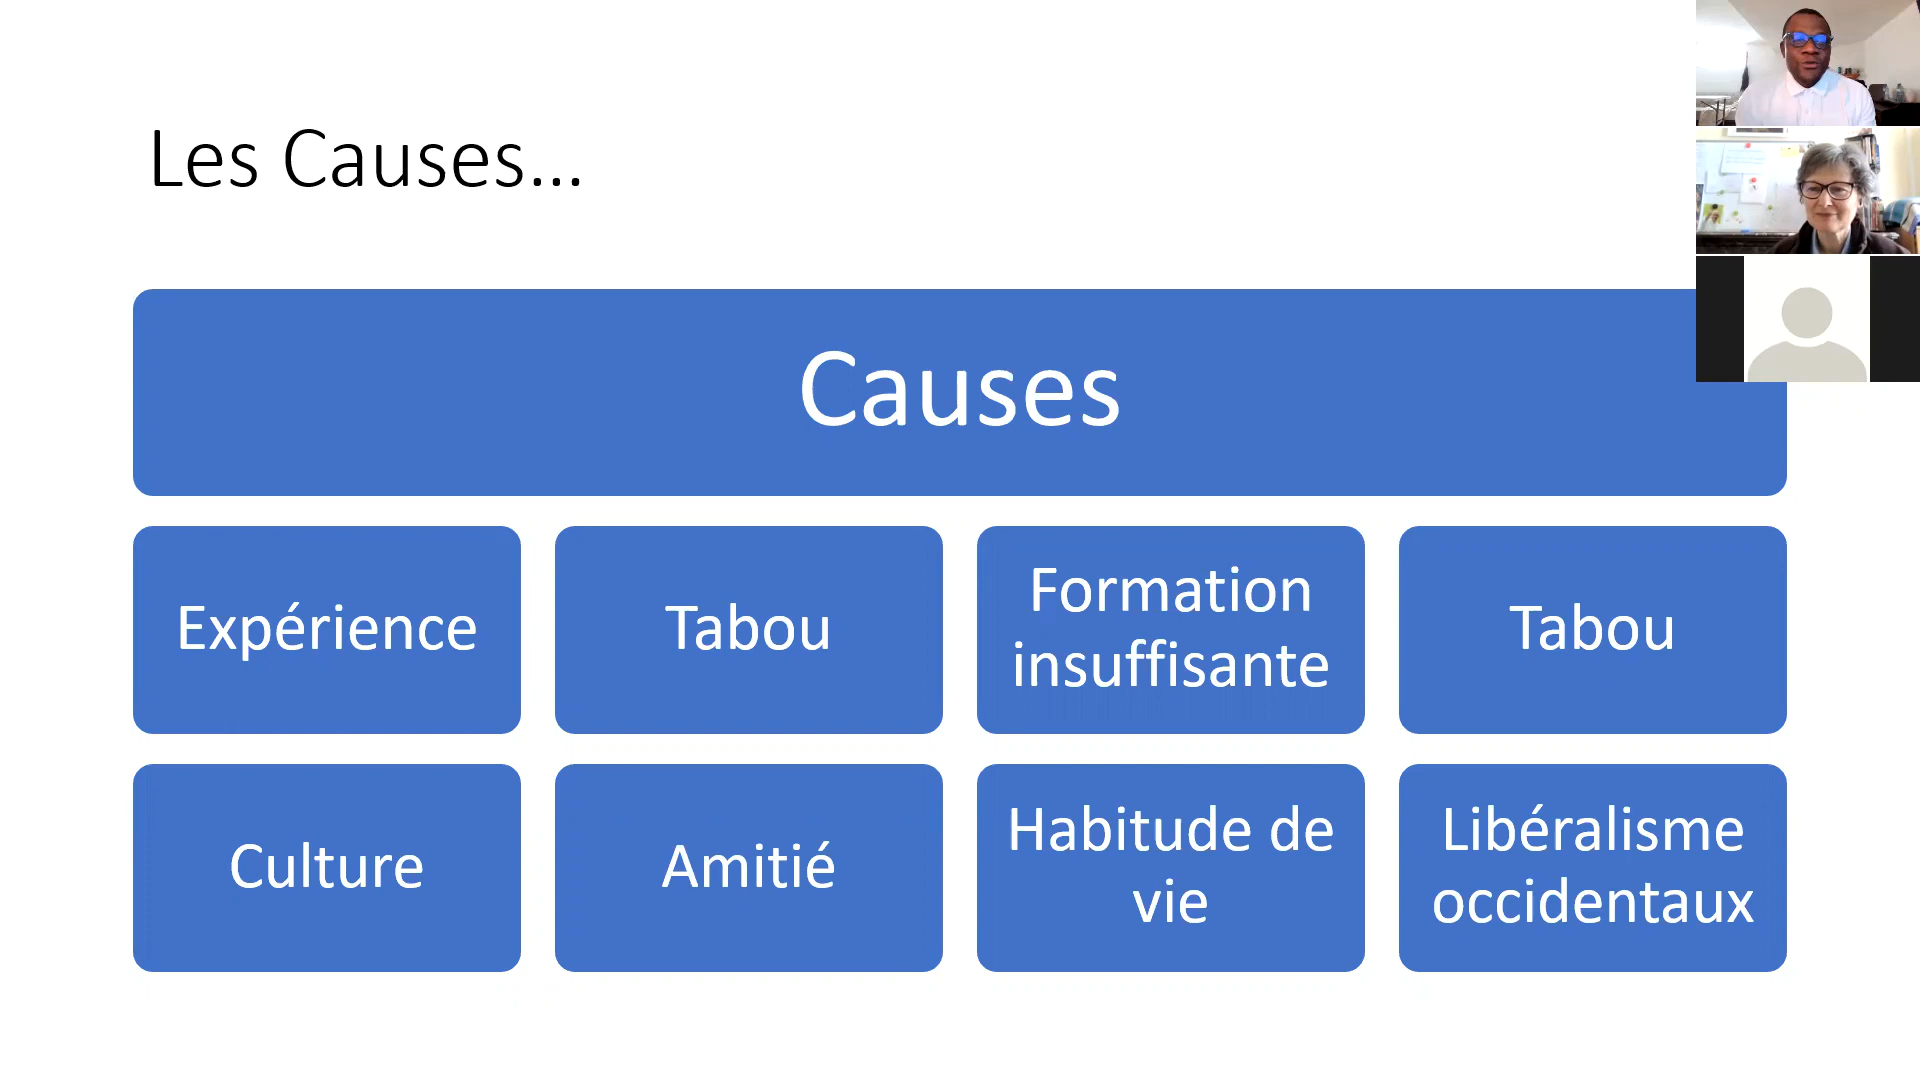 Les Causes...
Causes
Expérience
Tabou
Formation
insuffisante
Tabou
Culture
Amitié
Habitude de
vie
Libéralisme
occidentaux